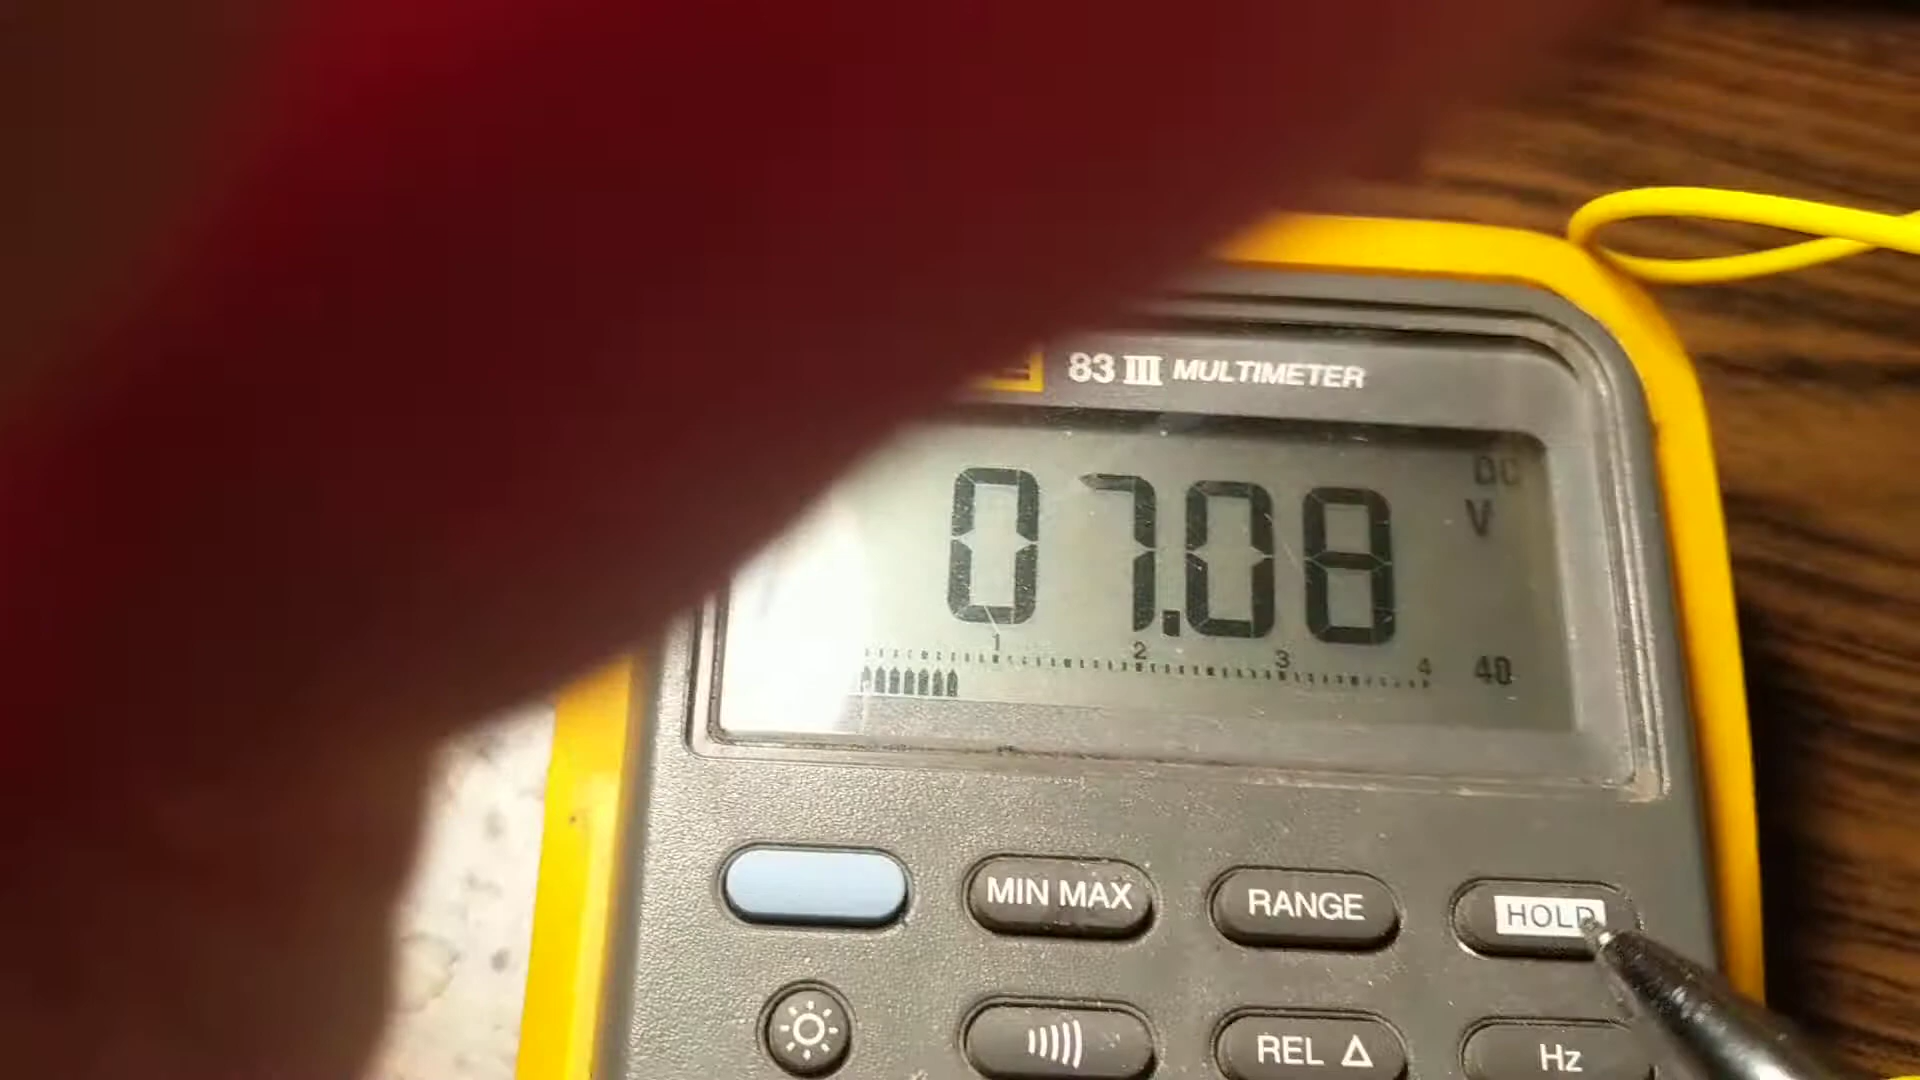 83 III MULTIMETER
DC
07.08 V
1 2 3 4 40
MIN MAX RANGE HOLD
REL Δ Hz